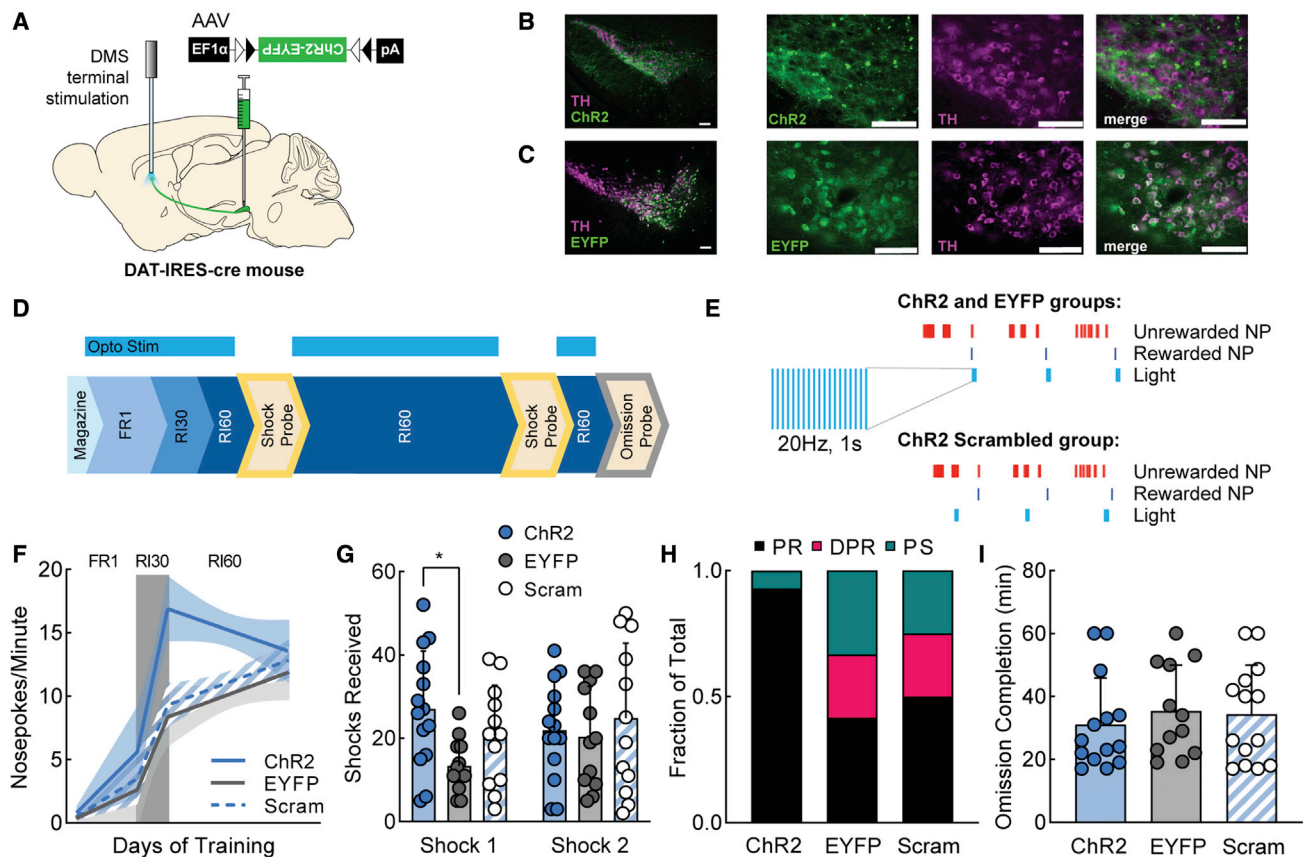 A
AAV
EF1α
ChR2-EYFP
pA
DMS
terminal
stimulation
DAT-IRES-cre mouse
B
TH
ChR2
ChR2
TH
merge
C
TH
EYFP
EYFP
TH
merge
D
Opto Stim
Magazine
FR1
RI30
RI60
Shock
Probe
RI60
Shock
Probe
RI60
Omission
Probe
E
ChR2 and EYFP groups:
Unrewarded NP
Rewarded NP
Light
20Hz, 1s
ChR2 Scrambled group:
Unrewarded NP
Rewarded NP
Light
F
FR1 RI30 RI60
Nosepokes/Minute
20
15
10
5
0
ChR2
EYFP
Scram
Days of Training
G
ChR2
EYFP
Scram
*
Shocks Received
60
40
20
0
Shock 1 Shock 2
H
PR DPR PS
Fraction of Total
1.0
0.5
0.0
ChR2 EYFP Scram
I
Omission Completion (min)
80
60
40
20
0
ChR2 EYFP Scram